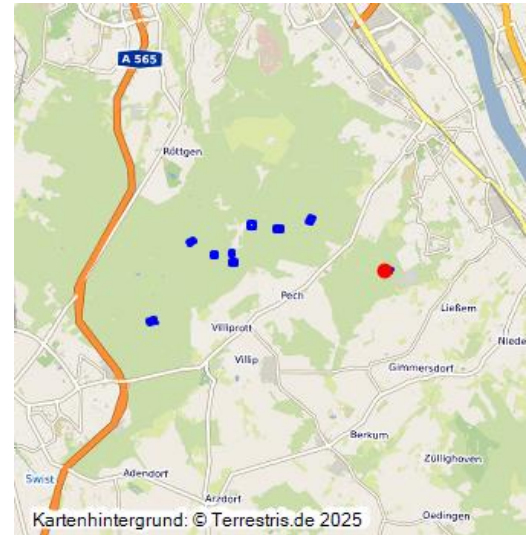 A 565
Röttgen
Pech
Ließem
Villiprott
Niede
Villip
Gimmersdorf
Berkum
Züllighoven
Adendorf
Swist
Arzdorf
Oedingen
Kartenhintergrund: © Terrestris.de 2025